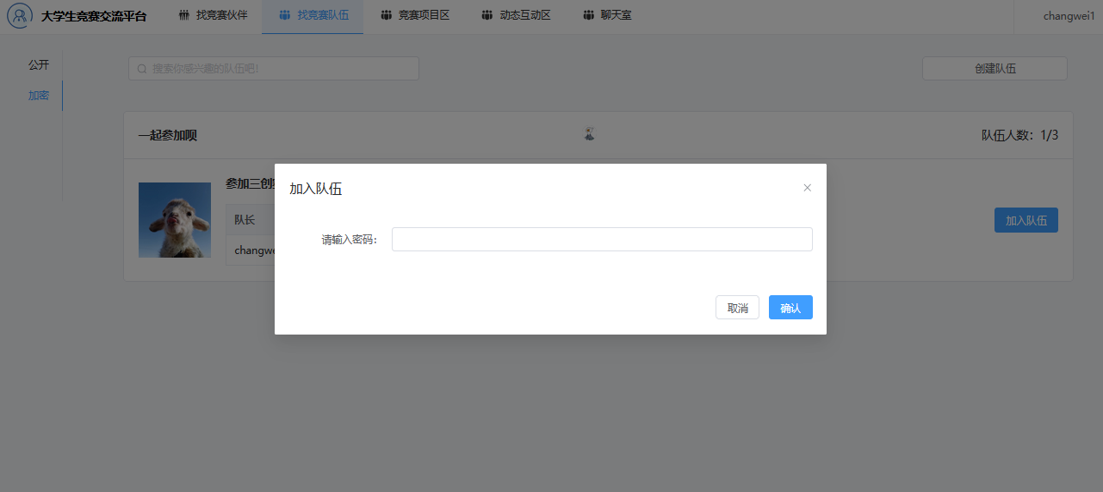 大学生竞赛交流平台 找竞赛伙伴 找竞赛队伍 竞赛项目区 动态互动区 聊天室 changwei1
公开
加密
搜索你感兴趣的队伍吧！
创建队伍
一起参加呗 队伍人数：1/3
参加三创
加入队伍
队长
changwe
加入队伍
请输入密码：
取消 确认